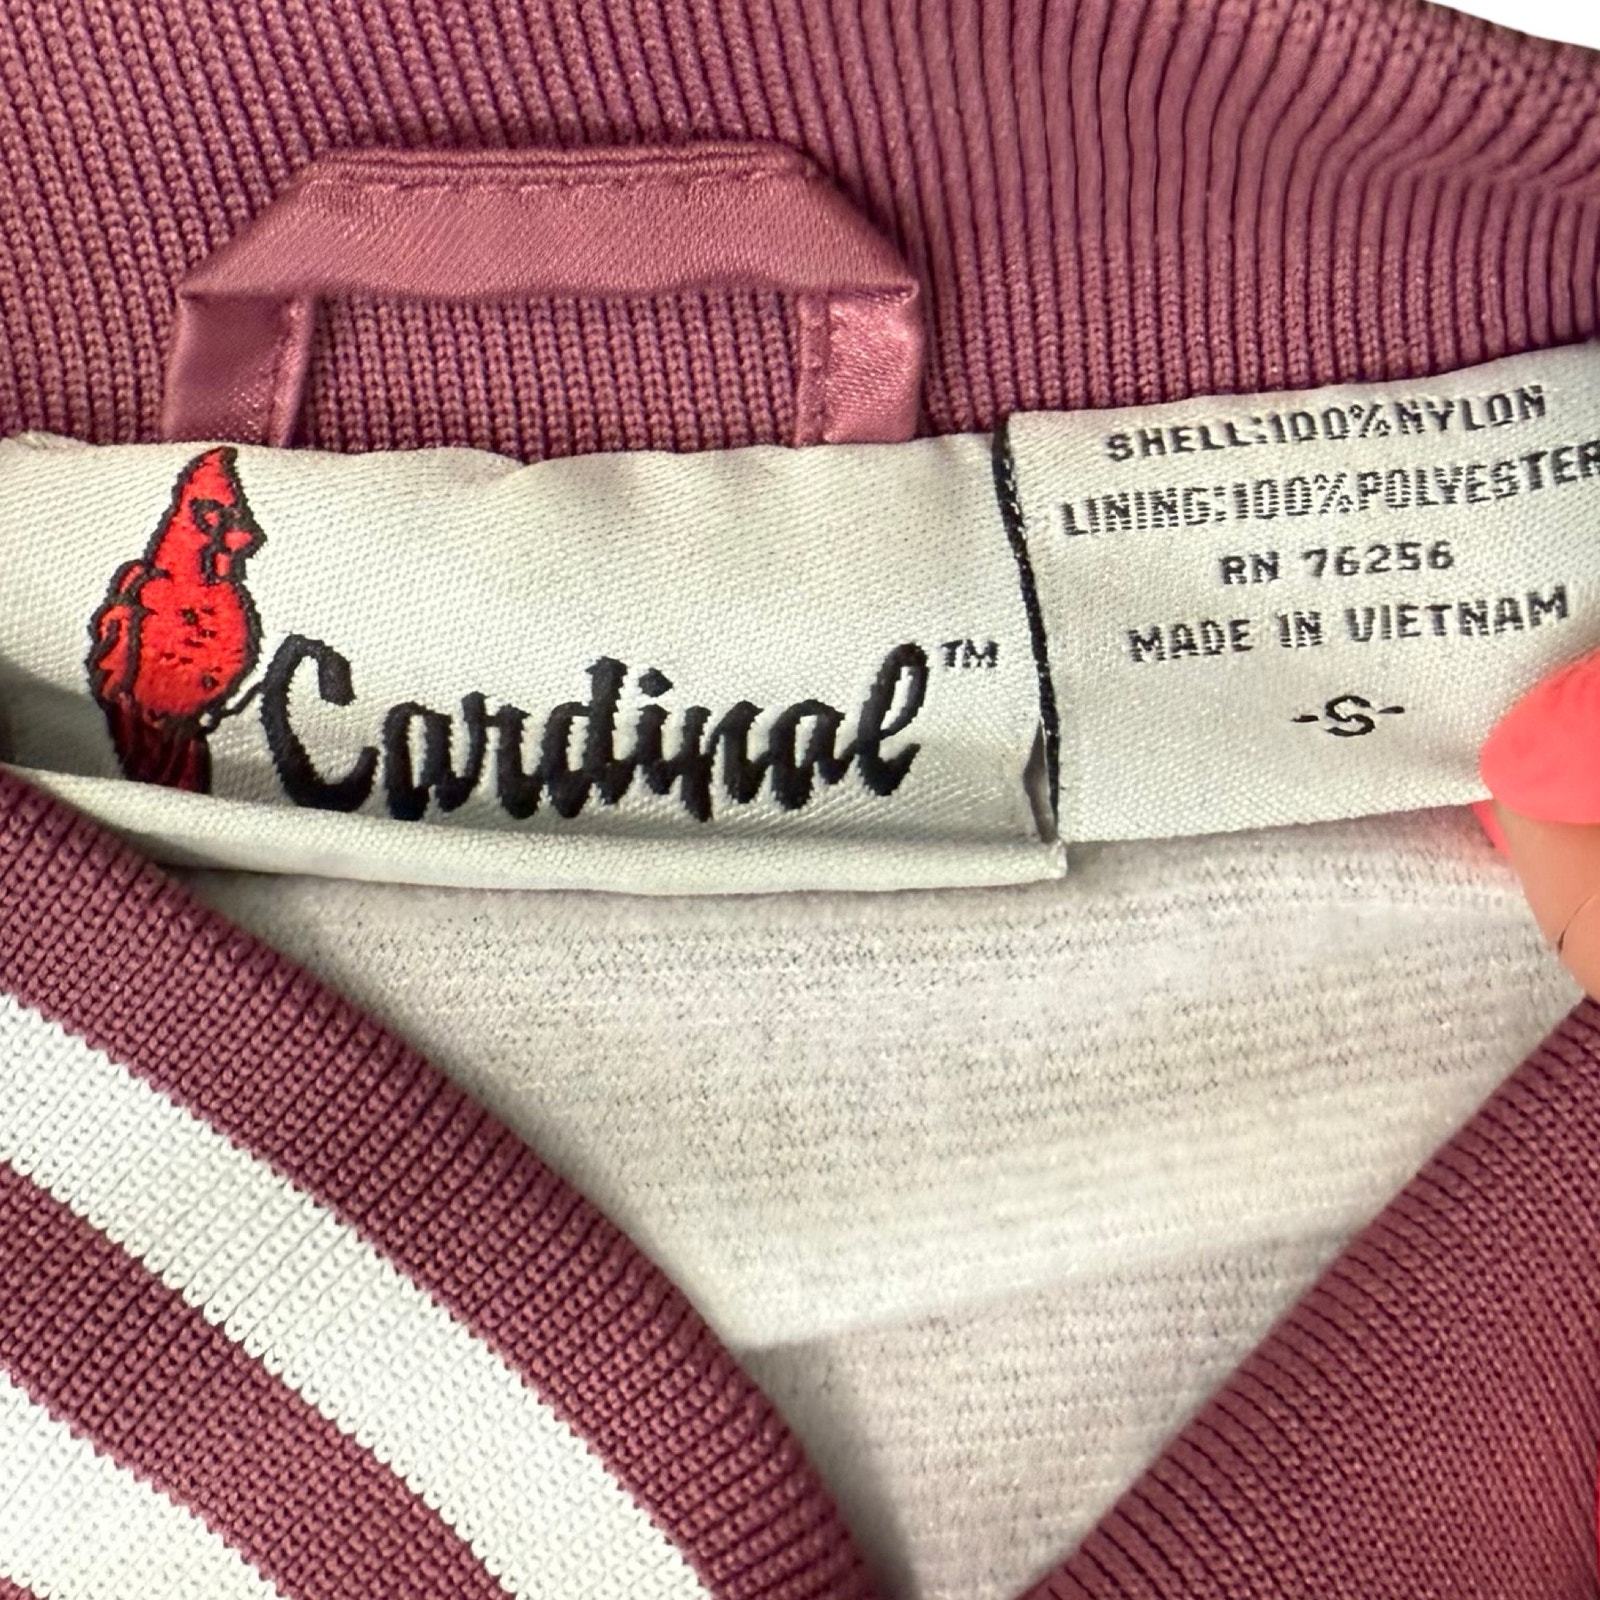 Cardinal™
SHELL:100%NYLON
LINING:100%POLYESTER
RN 76256
MADE IN VIETNAM
-S-